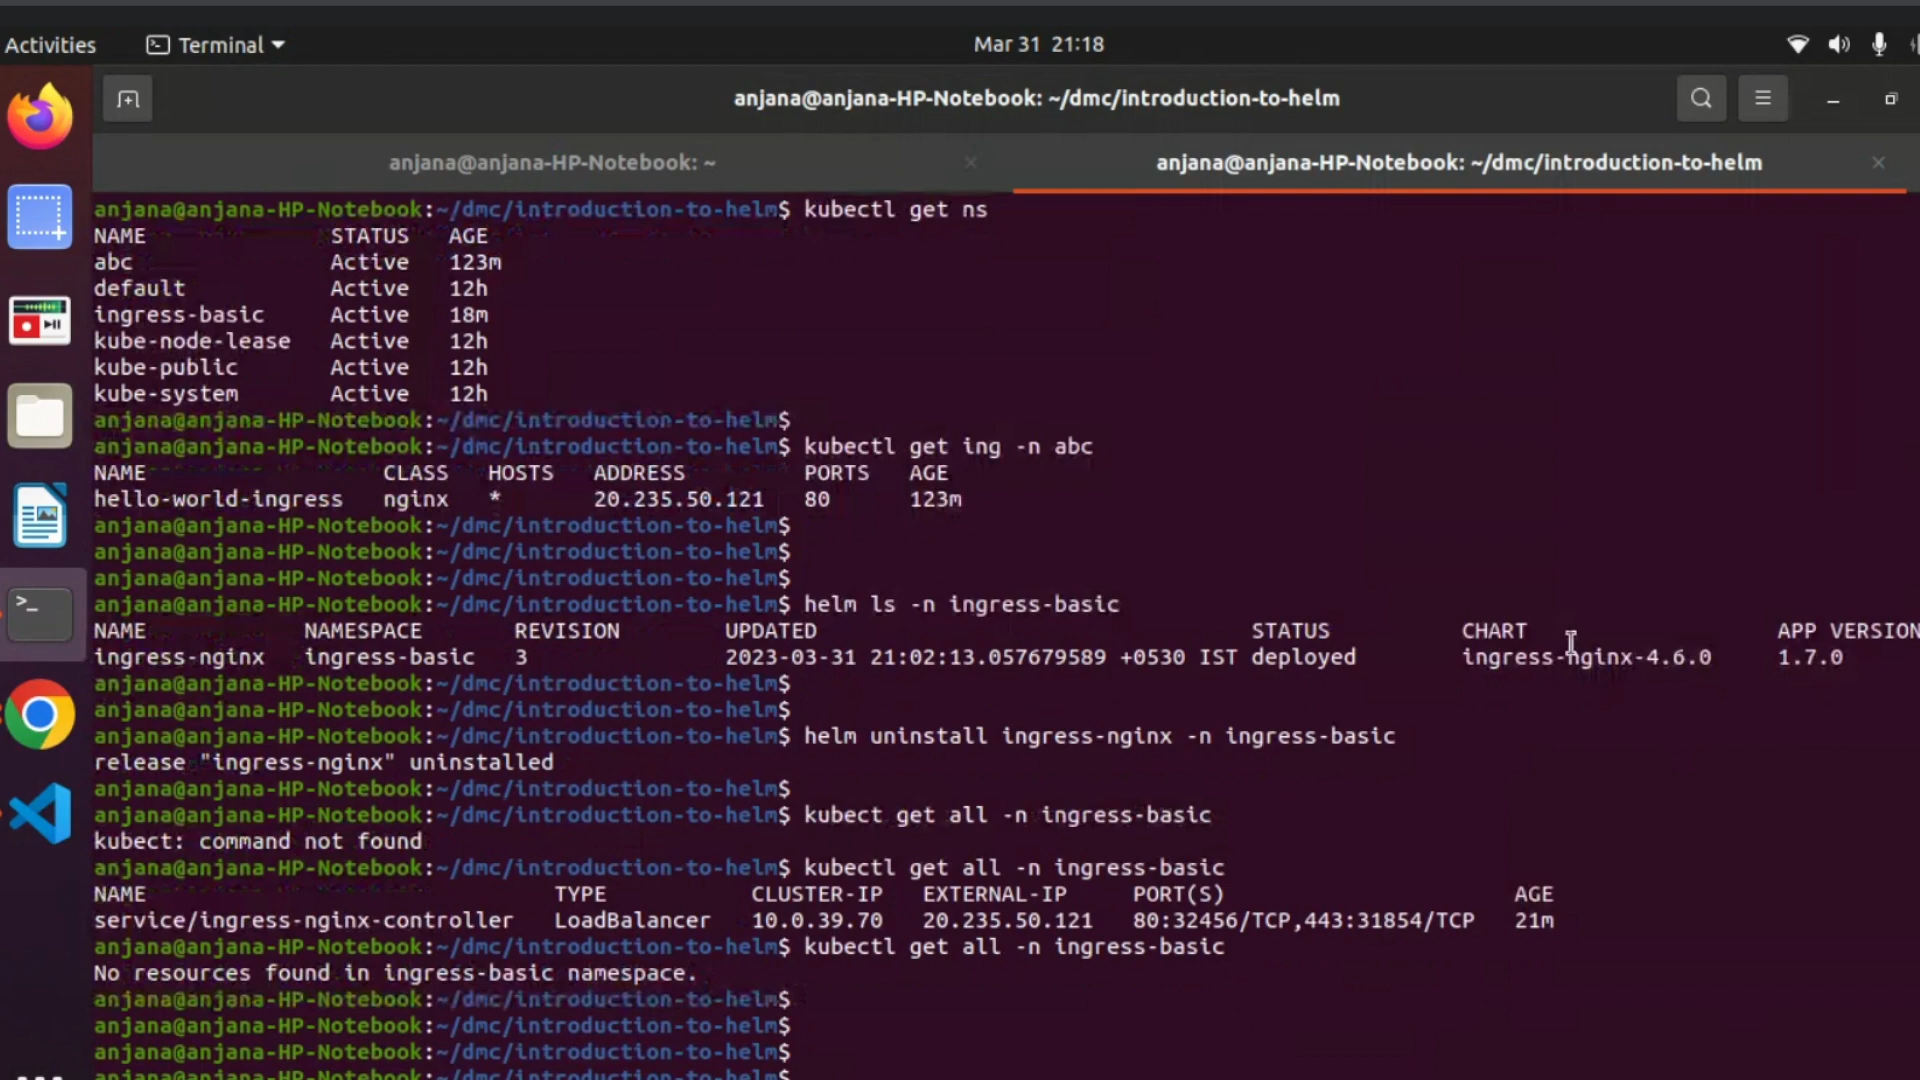 Activities Terminal Mar 31 21:18
anjana@anjana-HP-Notebook: ~/dmc/introduction-to-helm
anjana@anjana-HP-Notebook: ~ anjana@anjana-HP-Notebook: ~/dmc/introduction-to-helm
anjana@anjana-HP-Notebook:~/dmc/introduction-to-helm$ kubectl get ns
NAME STATUS AGE
abc Active 123m
default Active 12h
ingress-basic Active 18m
kube-node-lease Active 12h
kube-public Active 12h
kube-system Active 12h
anjana@anjana-HP-Notebook:~/dmc/introduction-to-helm$
anjana@anjana-HP-Notebook:~/dmc/introduction-to-helm$ kubectl get ing -n abc
NAME CLASS HOSTS ADDRESS PORTS AGE
hello-world-ingress nginx * 20.235.50.121 80 123m
anjana@anjana-HP-Notebook:~/dmc/introduction-to-helm$
anjana@anjana-HP-Notebook:~/dmc/introduction-to-helm$
anjana@anjana-HP-Notebook:~/dmc/introduction-to-helm$
anjana@anjana-HP-Notebook:~/dmc/introduction-to-helm$ helm ls -n ingress-basic
NAME NAMESPACE REVISION UPDATED STATUS CHART APP VERSION
ingress-nginx ingress-basic 3 2023-03-31 21:02:13.057679589 +0530 IST deployed ingress-nginx-4.6.0 1.7.0
anjana@anjana-HP-Notebook:~/dmc/introduction-to-helm$
anjana@anjana-HP-Notebook:~/dmc/introduction-to-helm$
anjana@anjana-HP-Notebook:~/dmc/introduction-to-helm$ helm uninstall ingress-nginx -n ingress-basic
release "ingress-nginx" uninstalled
anjana@anjana-HP-Notebook:~/dmc/introduction-to-helm$
anjana@anjana-HP-Notebook:~/dmc/introduction-to-helm$ kubect get all -n ingress-basic
kubect: command not found
anjana@anjana-HP-Notebook:~/dmc/introduction-to-helm$ kubectl get all -n ingress-basic
NAME TYPE CLUSTER-IP EXTERNAL-IP PORT(S) AGE
service/ingress-nginx-controller LoadBalancer 10.0.39.70 20.235.50.121 80:32456/TCP,443:31854/TCP 21m
anjana@anjana-HP-Notebook:~/dmc/introduction-to-helm$ kubectl get all -n ingress-basic
No resources found in ingress-basic namespace.
anjana@anjana-HP-Notebook:~/dmc/introduction-to-helm$
anjana@anjana-HP-Notebook:~/dmc/introduction-to-helm$
anjana@anjana-HP-Notebook:~/dmc/introduction-to-helm$
anjana@anjana-HP-Notebook:~/dmc/introduction-to-helm$